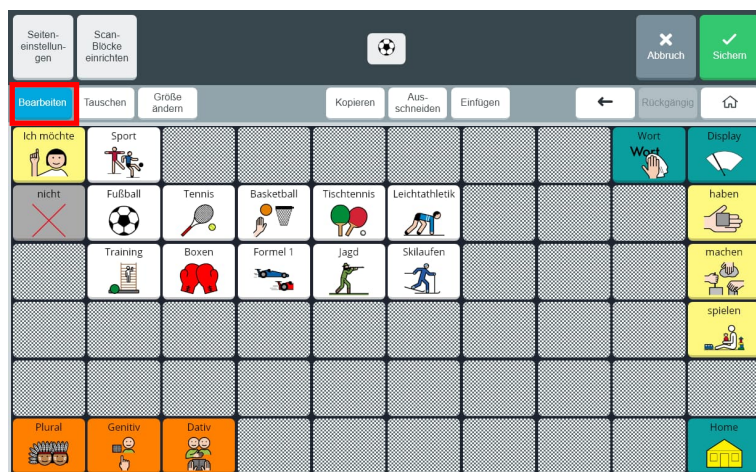 Seiten-
einstellun-
gen
Scan-
Blöcke
einrichten
Abbruch
Sichern
Bearbeiten
Tauschen
Größe
ändern
Kopieren
Aus-
schneiden
Einfügen
Rückgängig
Ich möchte
Sport
Wort
Wort
Display
nicht
Fußball
Tennis
Basketball
Tischtennis
Leichtathletik
haben
Training
Boxen
Formel 1
Jagd
Skilaufen
machen
spielen
Plural
Genitiv
Dativ
Home